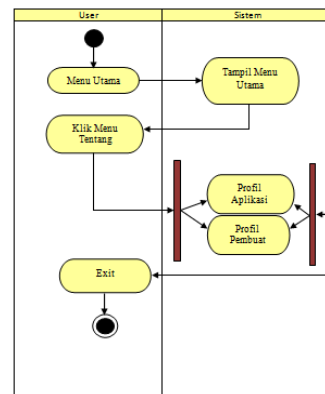 User
Sistem
Menu Utama
Tampil Menu
Utama
Klik Menu
Tentang
Profil
Aplikasi
Profil
Pembuat
Exit